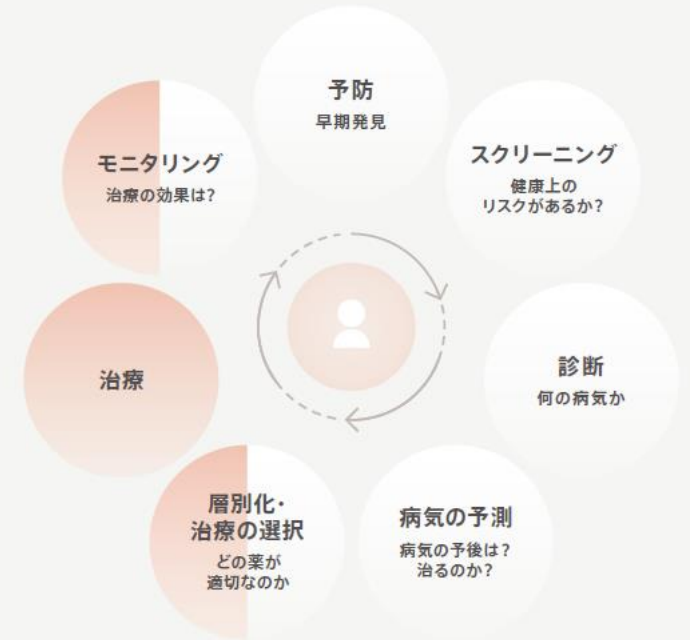 予防
早期発見
スクリーニング
健康上の
リスクがあるか?
診断
何の病気か
病気の予測
病気の予後は?
治るのか?
層別化・
治療の選択
どの薬が
適切なのか
治療
モニタリング
治療の効果は?